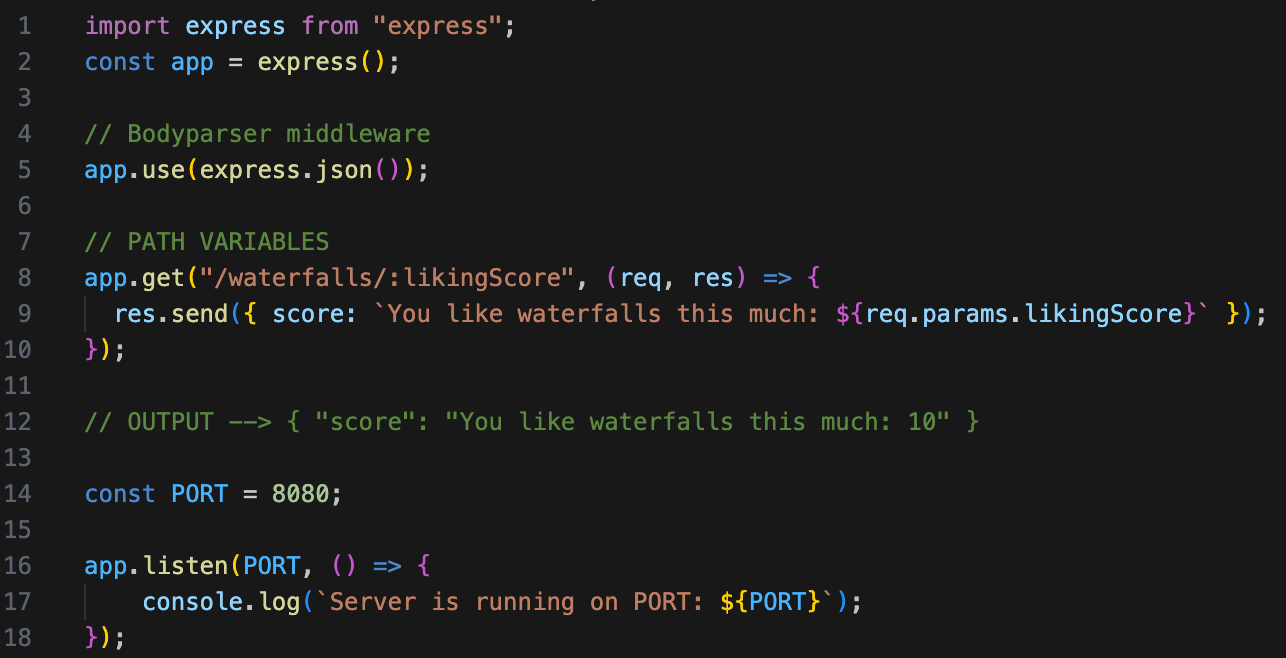 1 import express from "express";
2 const app = express();
3
4 // Bodyparser middleware
5 app.use(express.json());
6
7 // PATH VARIABLES
8 app.get("/waterfalls/:likingScore", (req, res) => {
9   res.send({ score: `You like waterfalls this much: ${req.params.likingScore}` });
10 });
11
12 // OUTPUT --> { "score": "You like waterfalls this much: 10" }
13
14 const PORT = 8080;
15
16 app.listen(PORT, () => {
17     console.log(`Server is running on PORT: ${PORT}`);
18 });